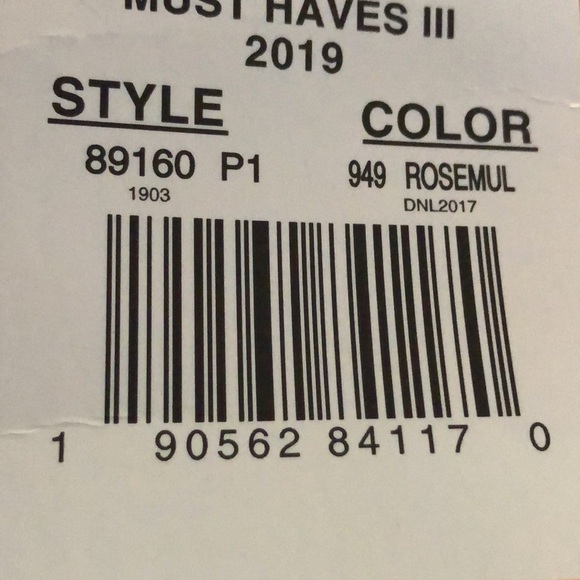 MUST HAVES III
2019
STYLE COLOR
89160 P1 949 ROSEMUL
1903 DNL2017
1 90562 84117 0